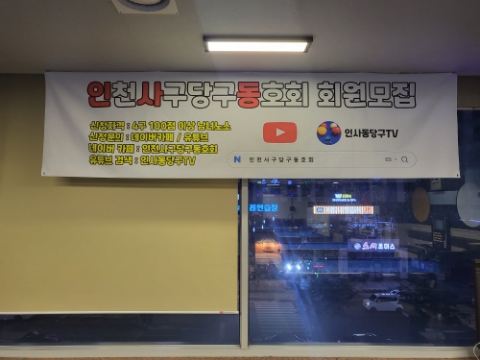 인천사구당구동호회 회원모집
신청자격 : 4구 100점 이상 남녀노소
신청문의 : 네이버카페 / 유튜브
네이버 카페 : 인천사구당구동호회
유튜브 검색 : 인사동당구TV
인사동당구TV
N 인천사구당구동호회